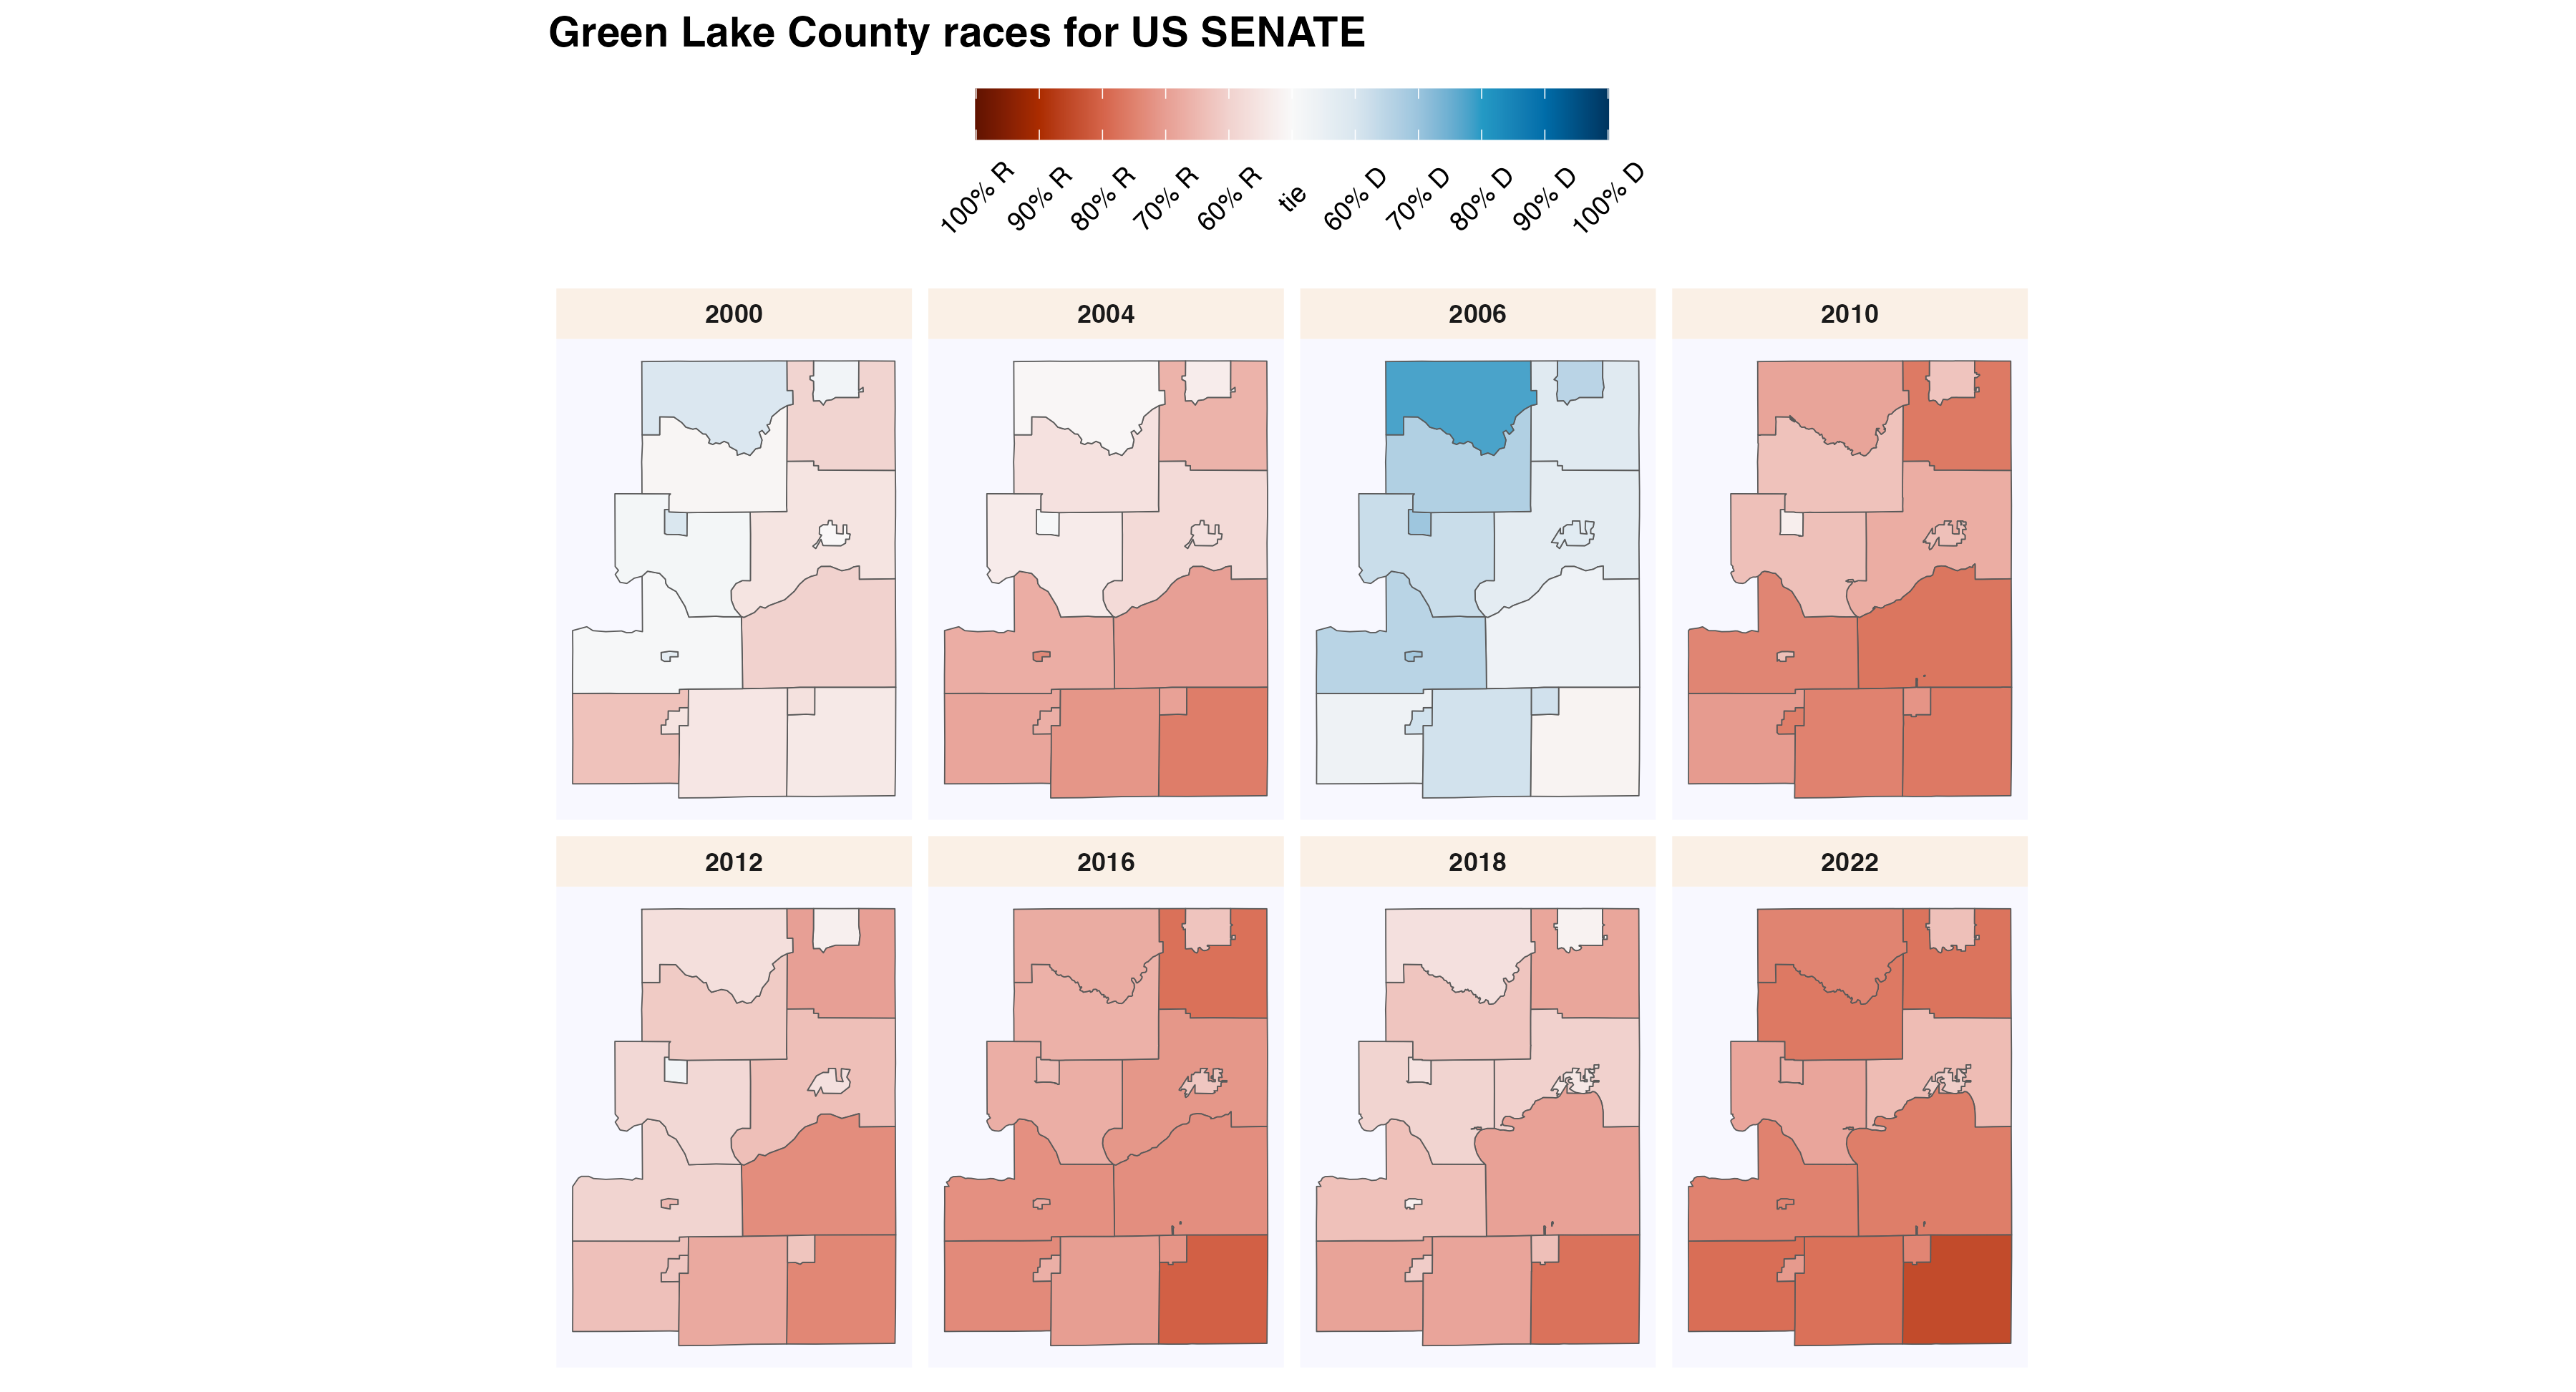 Green Lake County races for US SENATE
100% R 90% R 80% R 70% R 60% R tie 60% D 70% D 80% D 90% D 100% D
2000 2004 2006 2010
2012 2016 2018 2022